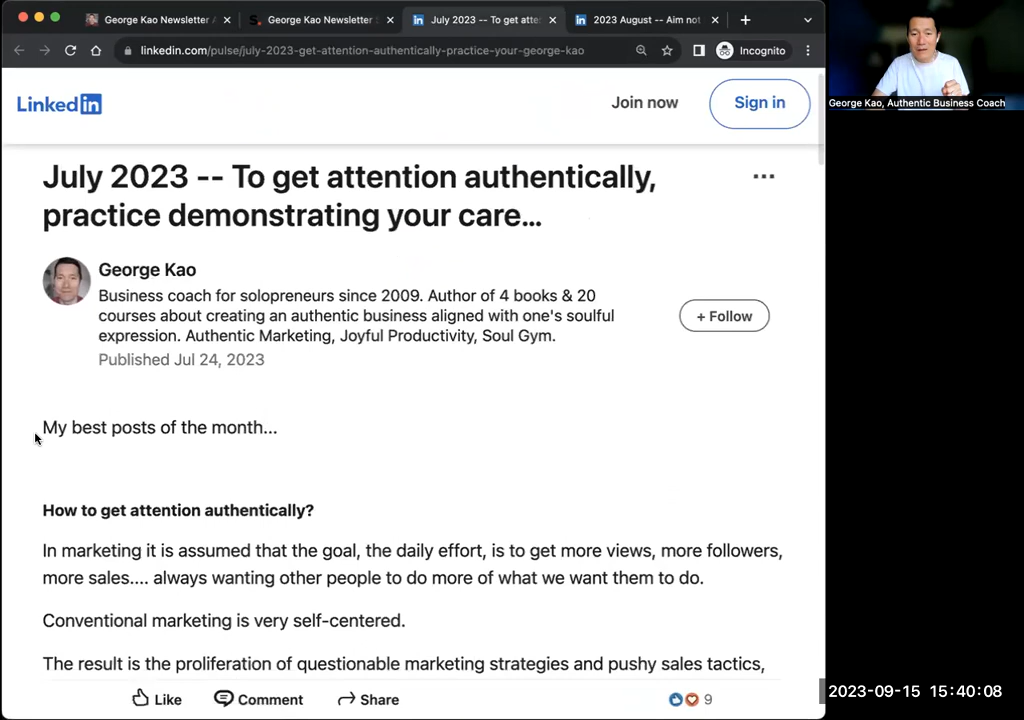 George Kao Newsletter
George Kao Newsletter
July 2023 -- To get atte
2023 August -- Aim not
linkedin.com/pulse/july-2023-get-attention-authentically-practice-your-george-kao
Incognito
George Kao, Authentic Business Coach
LinkedIn
Join now
Sign in
July 2023 -- To get attention authentically,
practice demonstrating your care...
George Kao
Business coach for solopreneurs since 2009. Author of 4 books & 20
courses about creating an authentic business aligned with one's soulful
expression. Authentic Marketing, Joyful Productivity, Soul Gym.
Published Jul 24, 2023
+ Follow
My best posts of the month...
How to get attention authentically?
In marketing it is assumed that the goal, the daily effort, is to get more views, more followers,
more sales.... always wanting other people to do more of what we want them to do.
Conventional marketing is very self-centered.
The result is the proliferation of questionable marketing strategies and pushy sales tactics,
Like
Comment
Share
9
2023-09-15 15:40:08